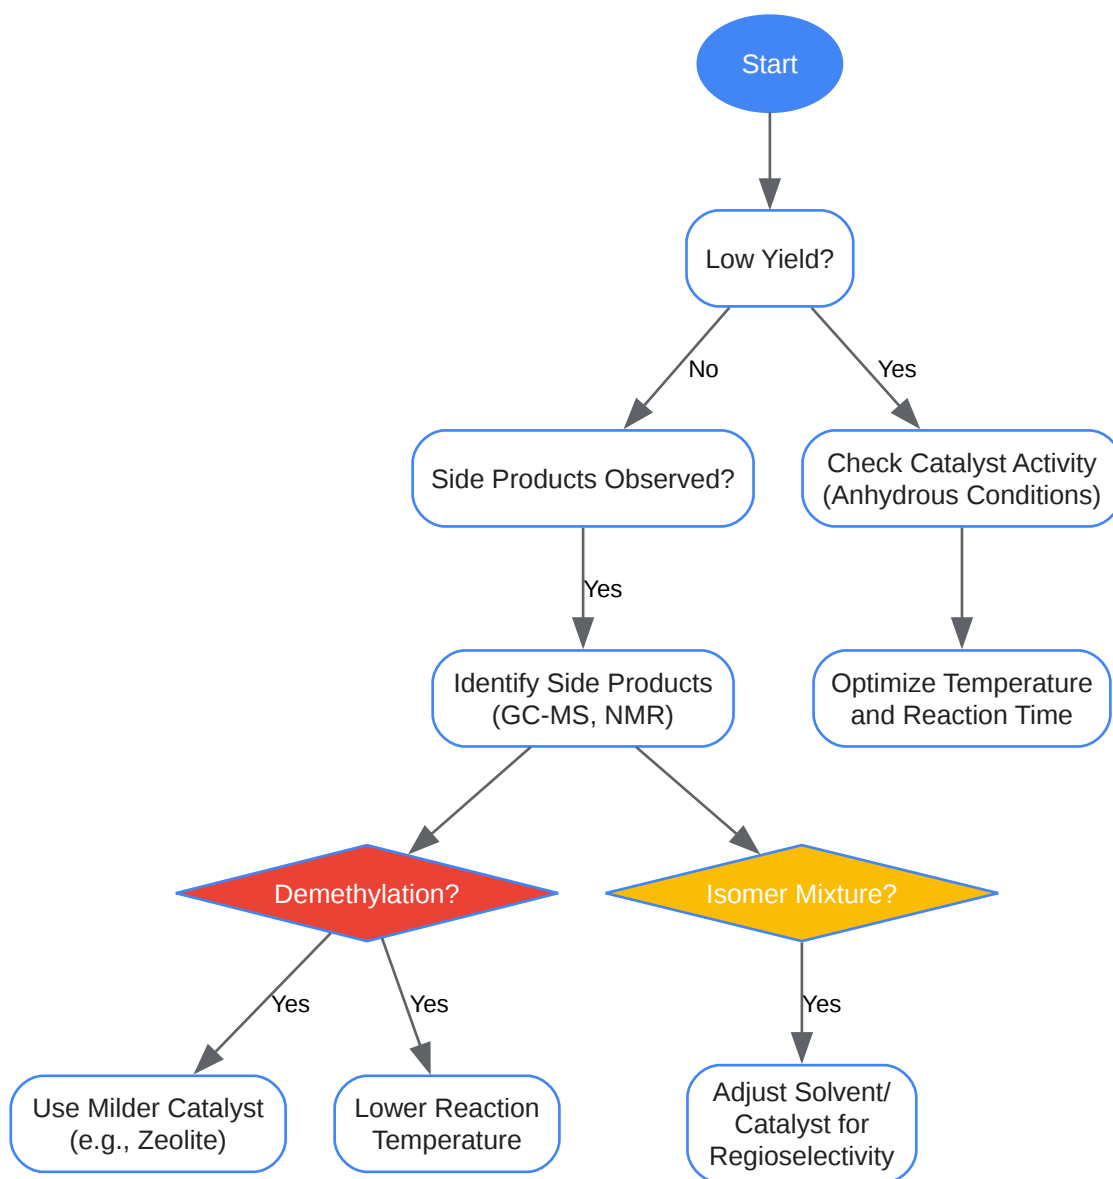 Start
Low Yield?
No
Yes
Side Products Observed?
Check Catalyst Activity
(Anhydrous Conditions)
Yes
Identify Side Products
(GC-MS, NMR)
Optimize Temperature
and Reaction Time
Demethylation?
Isomer Mixture?
Yes
Yes
Yes
Use Milder Catalyst
(e.g., Zeolite)
Lower Reaction
Temperature
Adjust Solvent/
Catalyst for
Regioselectivity